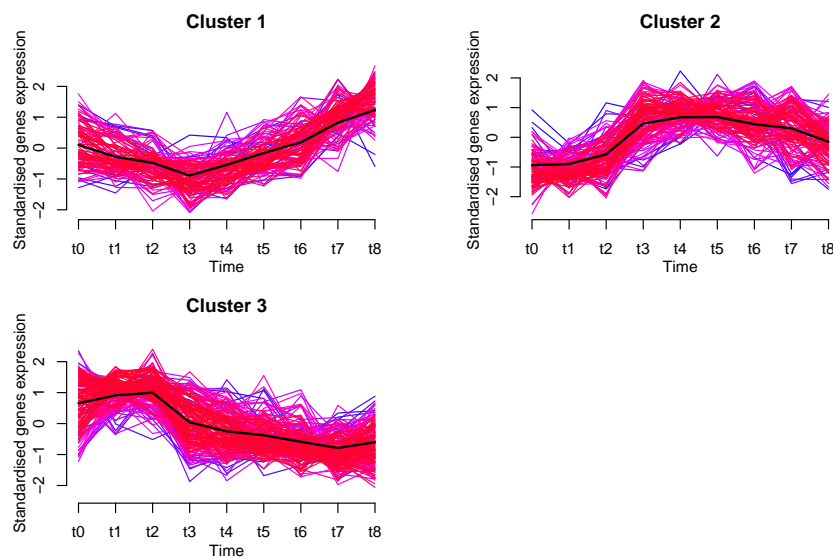 Cluster 1
Standardised genes expression
2
1
0
−1
−2
t0 t1 t2 t3 t4 t5 t6 t7 t8
Time
Cluster 2
Standardised genes expression
2
1
0
−1
−2
t0 t1 t2 t3 t4 t5 t6 t7 t8
Time
Cluster 3
Standardised genes expression
2
1
0
−1
−2
t0 t1 t2 t3 t4 t5 t6 t7 t8
Time